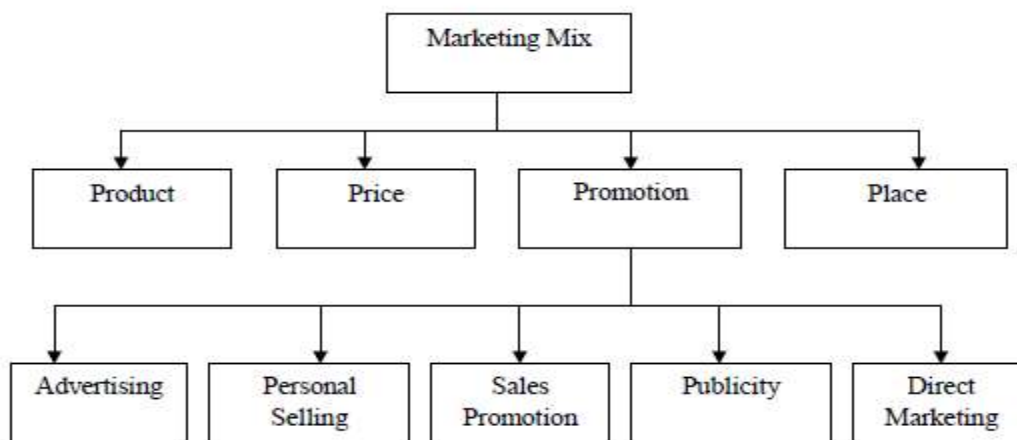 Marketing Mix
Product
Price
Promotion
Place
Advertising
Personal
Selling
Sales
Promotion
Publicity
Direct
Marketing